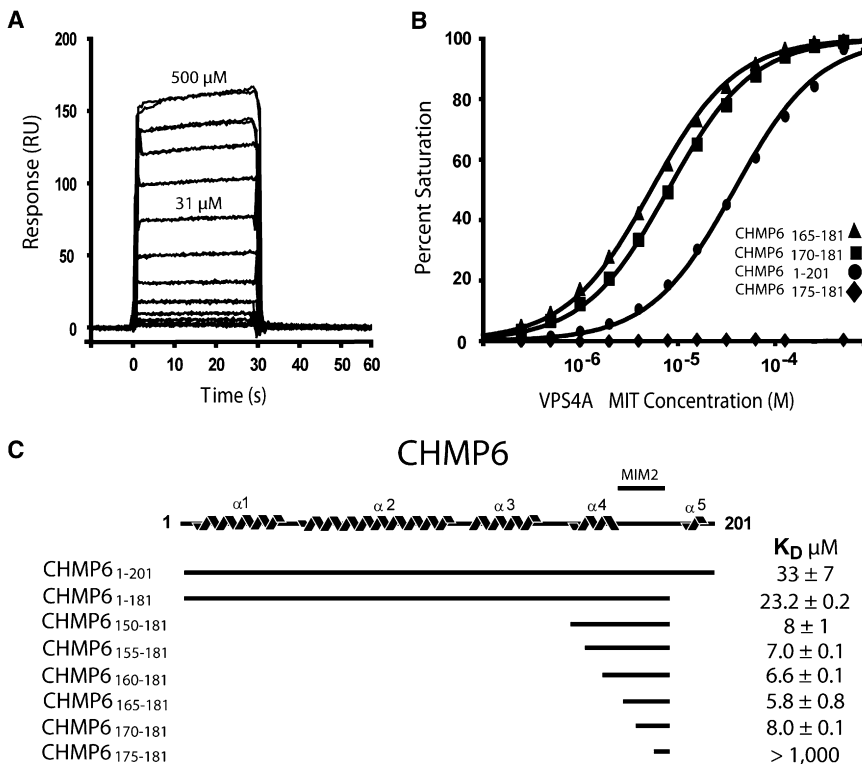 A
200
150
100
50
0
Response (RU)
500 µM
31 µM
0 10 20 30 40 50 60
Time (s)
B
100
80
60
40
20
0
Percent Saturation
CHMP6 165-181
CHMP6 170-181
CHMP6 1-201
CHMP6 175-181
10-6 10-5 10-4
VPS4A MIT Concentration (M)
C
CHMP6
MIM2
α1 α2 α3 α4 α5
1 201
KD µM
CHMP6 1-201 33 ± 7
CHMP6 1-181 23.2 ± 0.2
CHMP6 150-181 8 ± 1
CHMP6 155-181 7.0 ± 0.1
CHMP6 160-181 6.6 ± 0.1
CHMP6 165-181 5.8 ± 0.8
CHMP6 170-181 8.0 ± 0.1
CHMP6 175-181 > 1,000